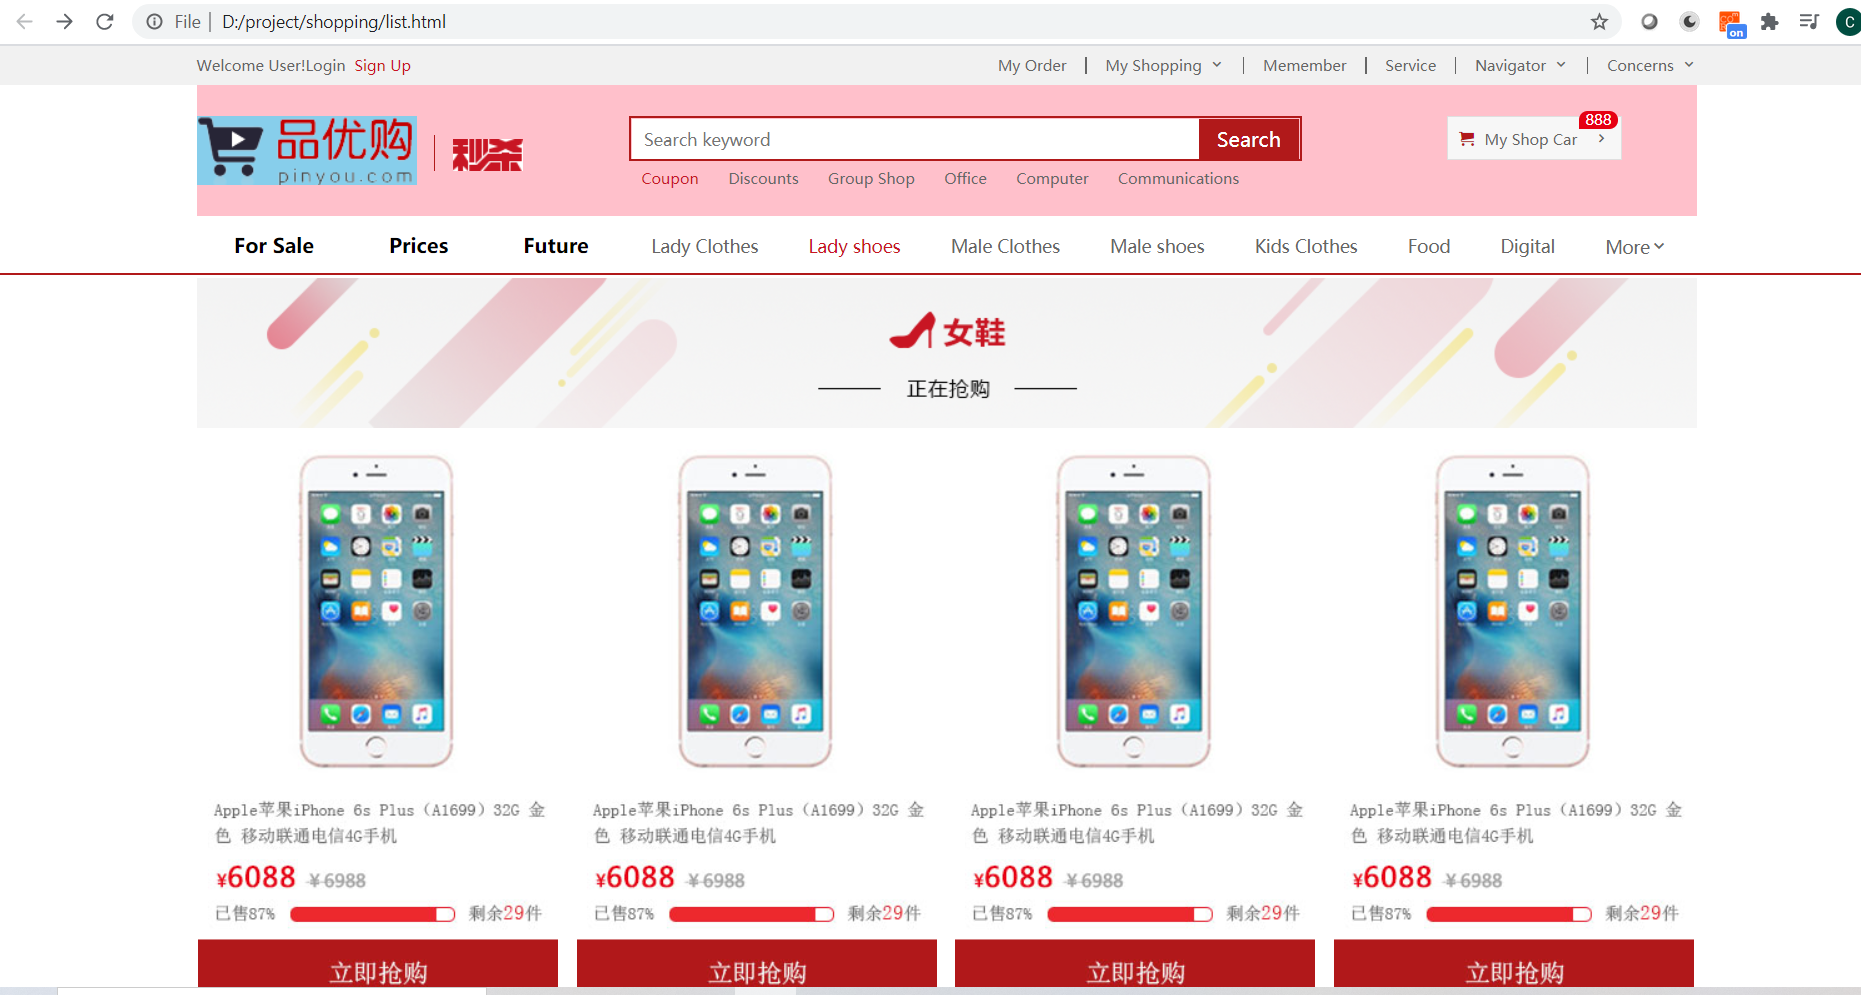 File | D:/project/shopping/list.html
on
C
Welcome User!Login Sign Up
My Order
My Shopping
Memember
Service
Navigator
Concerns
品优购
pinyou.com
秒杀
Search keyword
Search
888
My Shop Car
Coupon Discounts Group Shop Office Computer Communications
For Sale Prices Future Lady Clothes Lady shoes Male Clothes Male shoes Kids Clothes Food Digital More
女鞋
正在抢购
Apple苹果iPhone 6s Plus（A1699）32G 金
色 移动联通电信4G手机
¥6088 ¥6988
已售87% 剩余29件
立即抢购
Apple苹果iPhone 6s Plus（A1699）32G 金
色 移动联通电信4G手机
¥6088 ¥6988
已售87% 剩余29件
立即抢购
Apple苹果iPhone 6s Plus（A1699）32G 金
色 移动联通电信4G手机
¥6088 ¥6988
已售87% 剩余29件
立即抢购
Apple苹果iPhone 6s Plus（A1699）32G 金
色 移动联通电信4G手机
¥6088 ¥6988
已售87% 剩余29件
立即抢购